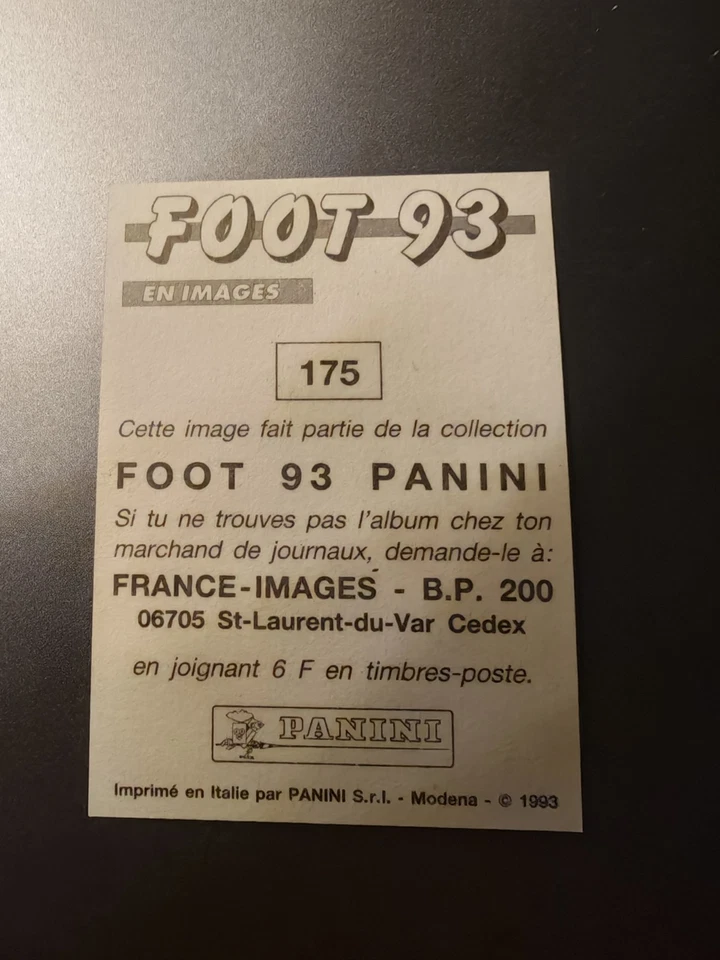 FOOT 93
EN IMAGES
175
Cette image fait partie de la collection
FOOT 93 PANINI
Si tu ne trouves pas l'album chez ton
marchand de journaux, demande-le à:
FRANCE-IMAGES - B.P. 200
06705 St-Laurent-du-Var Cedex
en joignant 6 F en timbres-poste.
PANINI
Imprimé en Italie par PANINI S.r.l. - Modena - © 1993